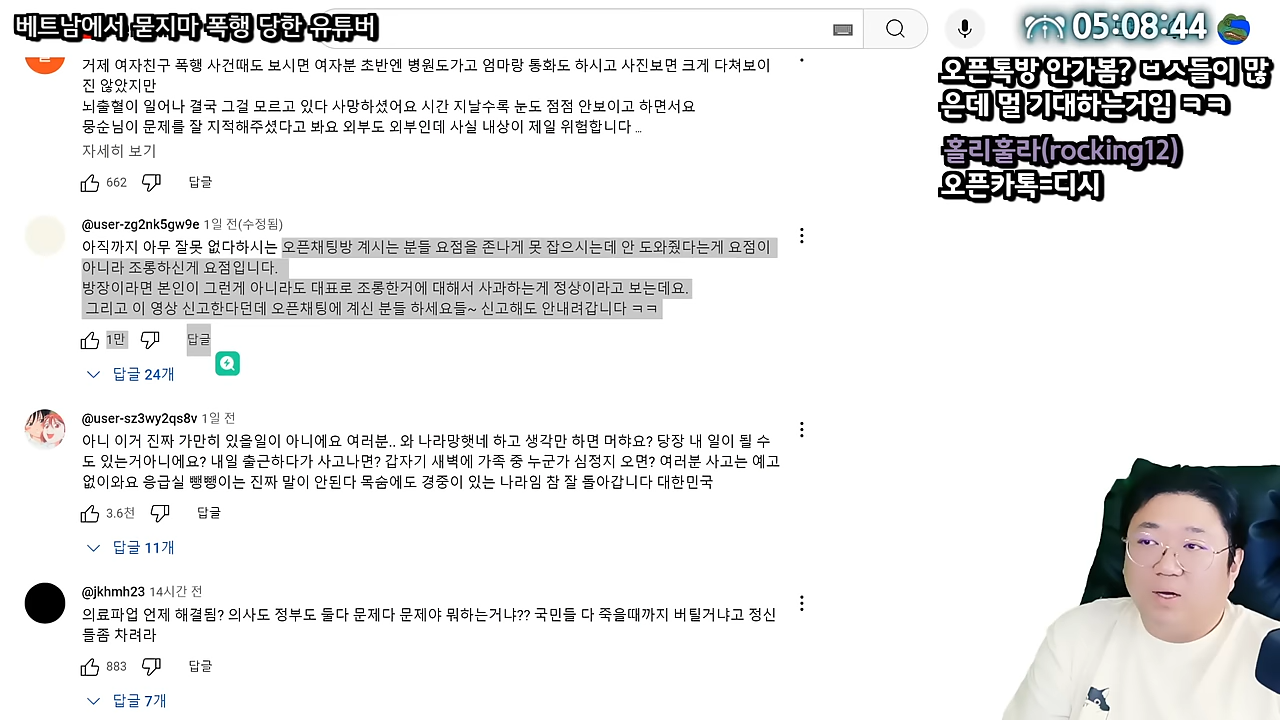 베트남에서 묻지마 폭행 당한 유튜버
05:08:44
오픈톡방 안가봄? ㅂㅅ들이 많
은데 멀 기대하는거임 ㅋㅋ
홀리훌라(rocking12)
오픈카톡=디시
거제 여자친구 폭행 사건때도 보시면 여자분 초반엔 병원도가고 엄마랑 통화도 하시고 사진보면 크게 다쳐보이
진 않았지만
뇌출혈이 일어나 결국 그걸 모르고 있다 사망하셨어요 시간 지날수록 눈도 점점 안보이고 하면서요
뭉순님이 문제를 잘 지적해주셨다고 봐요 외부도 외부인데 사실 내상이 제일 위험합니다 ...
자세히 보기
662 답글
@user-zg2nk5gw9e 1일 전(수정됨)
아직까지 아무 잘못 없다하시는 오픈채팅방 계시는 분들 요점을 존나게 못 잡으시는데 안 도와줬다는게 요점이
아니라 조롱하신게 요점입니다.
방장이라면 본인이 그런게 아니라도 대표로 조롱한거에 대해서 사과하는게 정상이라고 보는데요.
그리고 이 영상 신고한다던데 오픈채팅에 계신 분들 하세요들~ 신고해도 안내려갑니다 ㅋㅋ
1만 답글
답글 24개
@user-sz3wy2qs8v 1일 전
아니 이거 진짜 가만히 있을일이 아니에요 여러분.. 와 나라망햇네 하고 생각만 하면 머햐요? 당장 내 일이 될 수
도 있는거아니에요? 내일 출근하다가 사고나면? 갑자기 새벽에 가족 중 누군가 심정지 오면? 여러분 사고는 예고
없이와요 응급실 뺑뺑이는 진짜 말이 안된다 목숨에도 경중이 있는 나라임 참 잘 돌아갑니다 대한민국
3.6천 답글
답글 11개
@jkhmh23 14시간 전
의료파업 언제 해결됨? 의사도 정부도 둘다 문제다 문제야 뭐하는거냐?? 국민들 다 죽을때까지 버틸거냐고 정신
들좀 차려라
883 답글
답글 7개